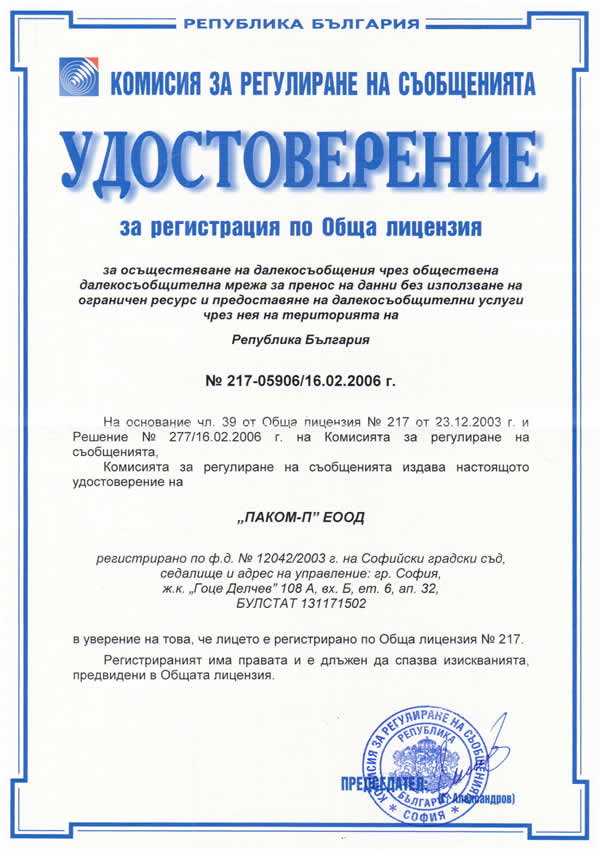 РЕПУБЛИКА БЪЛГАРИЯ
КОМИСИЯ ЗА РЕГУЛИРАНЕ НА СЪОБЩЕНИЯТА
УДОСТОВЕРЕНИЕ
за регистрация по Обща лицензия
за осъществяване на далекосъобщения чрез обществена
далекосъобщителна мрежа за пренос на данни без използване на
ограничен ресурс и предоставяне на далекосъобщителни услуги
чрез нея на територията на
Република България
№ 217-05906/16.02.2006 г.
На основание чл. 39 от Обща лицензия № 217 от 23.12.2003 г. и
Решение № 277/16.02.2006 г. на Комисията за регулиране на
съобщенията,
Комисията за регулиране на съобщенията издава настоящото
удостоверение на
„ПАКОМ-П” ЕООД
регистрирано по ф.д. № 12042/2003 г. на Софийски градски съд,
седалище и адрес на управление: гр. София,
ж.к. „Гоце Делчев” 108 А, вх. Б, ет. 6, ап. 32,
БУЛСТАТ 131171502
в уверение на това, че лицето е регистрирано по Обща лицензия № 217.
Регистрираният има правата и е длъжен да спазва изискванията,
предвидени в Общата лицензия.
КОМИСИЯ ЗА РЕГУЛИРАНЕ НА СЪОБЩЕНИЯТА
РЕПУБЛИКА
ПРЕДСЕДАТЕЛ:
БЪЛГАРИЯ
Александров)
* СОФИЯ *